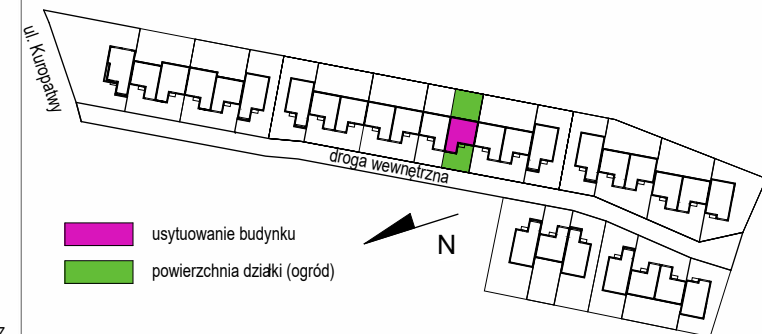 ul. Kuropatwy
droga wewnętrzna
usytuowanie budynku
N
powierzchnia działki (ogród)
z